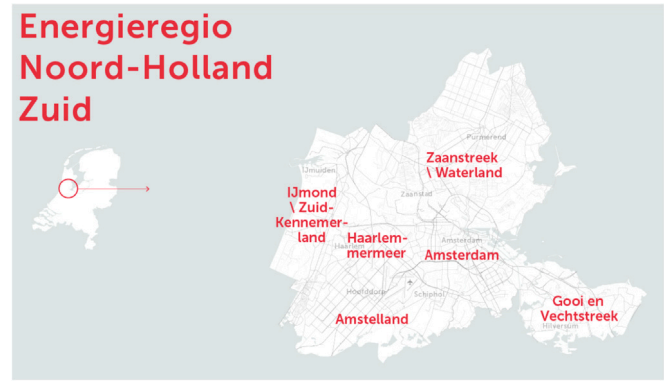 Energieregio
Noord-Holland
Zuid
Purmerend
Zaanstreek
\ Waterland
IJmuiden
IJmond
\ Zuid-
Kennemer-
land
Zaanstad
Haarlem
Haarlem-
mermeer
Amsterdam
Amsterdam
Hoofddorp
Schiphol
Amstelland
Gooi en
Vechtstreek
Hilversum